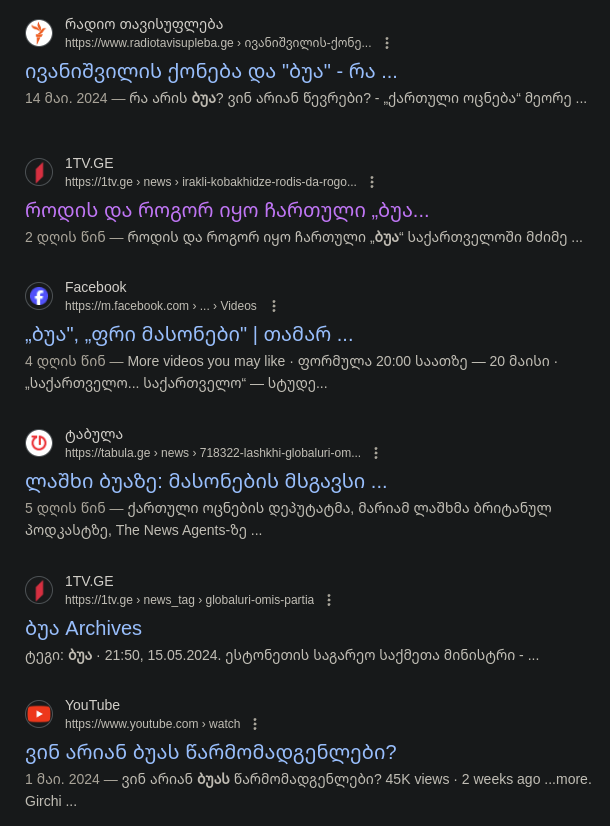 რადიო თავისუფლება
https://www.radiotavisupleba.ge › ივანიშვილის-ქონე...
ივანიშვილის ქონება და "ბუა" - რა ...
14 მაი. 2024 — რა არის ბუა? ვინ არიან წევრები? - „ქართული ოცნება“ მეორე ...
1TV.GE
https://1tv.ge › news › irakli-kobakhidze-rodis-da-rogo...
როდის და როგორ იყო ჩართული „ბუა...
2 დღის წინ — როდის და როგორ იყო ჩართული „ბუა“ საქართველოში მძიმე ...
Facebook
https://m.facebook.com › ... › Videos
„ბუა", „ფრი მასონები" | თამარ ...
4 დღის წინ — More videos you may like · ფორმულა 20:00 საათზე — 20 მაისი ·
„საქართველო... საქართველო“ — სტუდე...
ტაბულა
https://tabula.ge › news › 718322-lashkhi-globaluri-om...
ლაშხი ბუაზე: მასონების მსგავსი ...
5 დღის წინ — ქართული ოცნების დეპუტატმა, მარიამ ლაშხმა ბრიტანულ
პოდკასტზე, The News Agents-ზე ...
1TV.GE
https://1tv.ge › news_tag › globaluri-omis-partia
ბუა Archives
ტეგი: ბუა · 21:50, 15.05.2024. ესტონეთის საგარეო საქმეთა მინისტრი - ...
YouTube
https://www.youtube.com › watch
ვინ არიან ბუას წარმომადგენლები?
1 მაი. 2024 — ვინ არიან ბუას წარმომადგენლები? 45K views · 2 weeks ago ...more.
Girchi ...